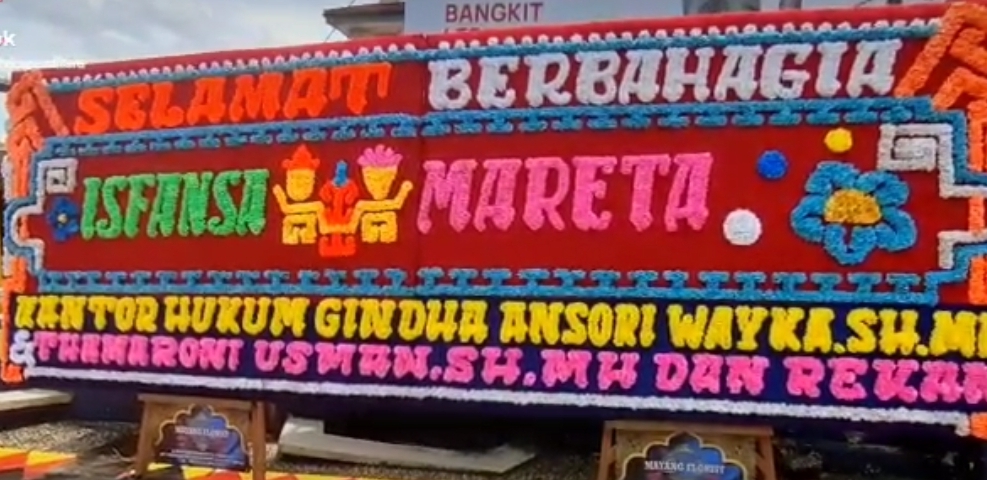 BANGKIT
SELAMAT BERBAHAGIA
ISFANSA MARETA
KANTOR HUKUM GINDHA ANSORI WAYKA.SH.MH
& THAMARONI USMAN.SH.MH DAN REKAN
MAYANG FLORIST
MAYANG FLORIST